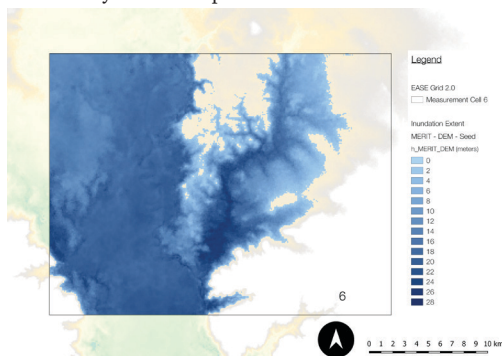 Legend
EASE Grid 2.0
Measurement Cell 6
Inundation Extent
MERIT - DEM - Seed
h_MERIT_DEM (meters)
0
2
4
6
8
10
12
14
16
18
20
22
24
26
28
6
0 1 2 3 4 5 6 7 8 9 10 km